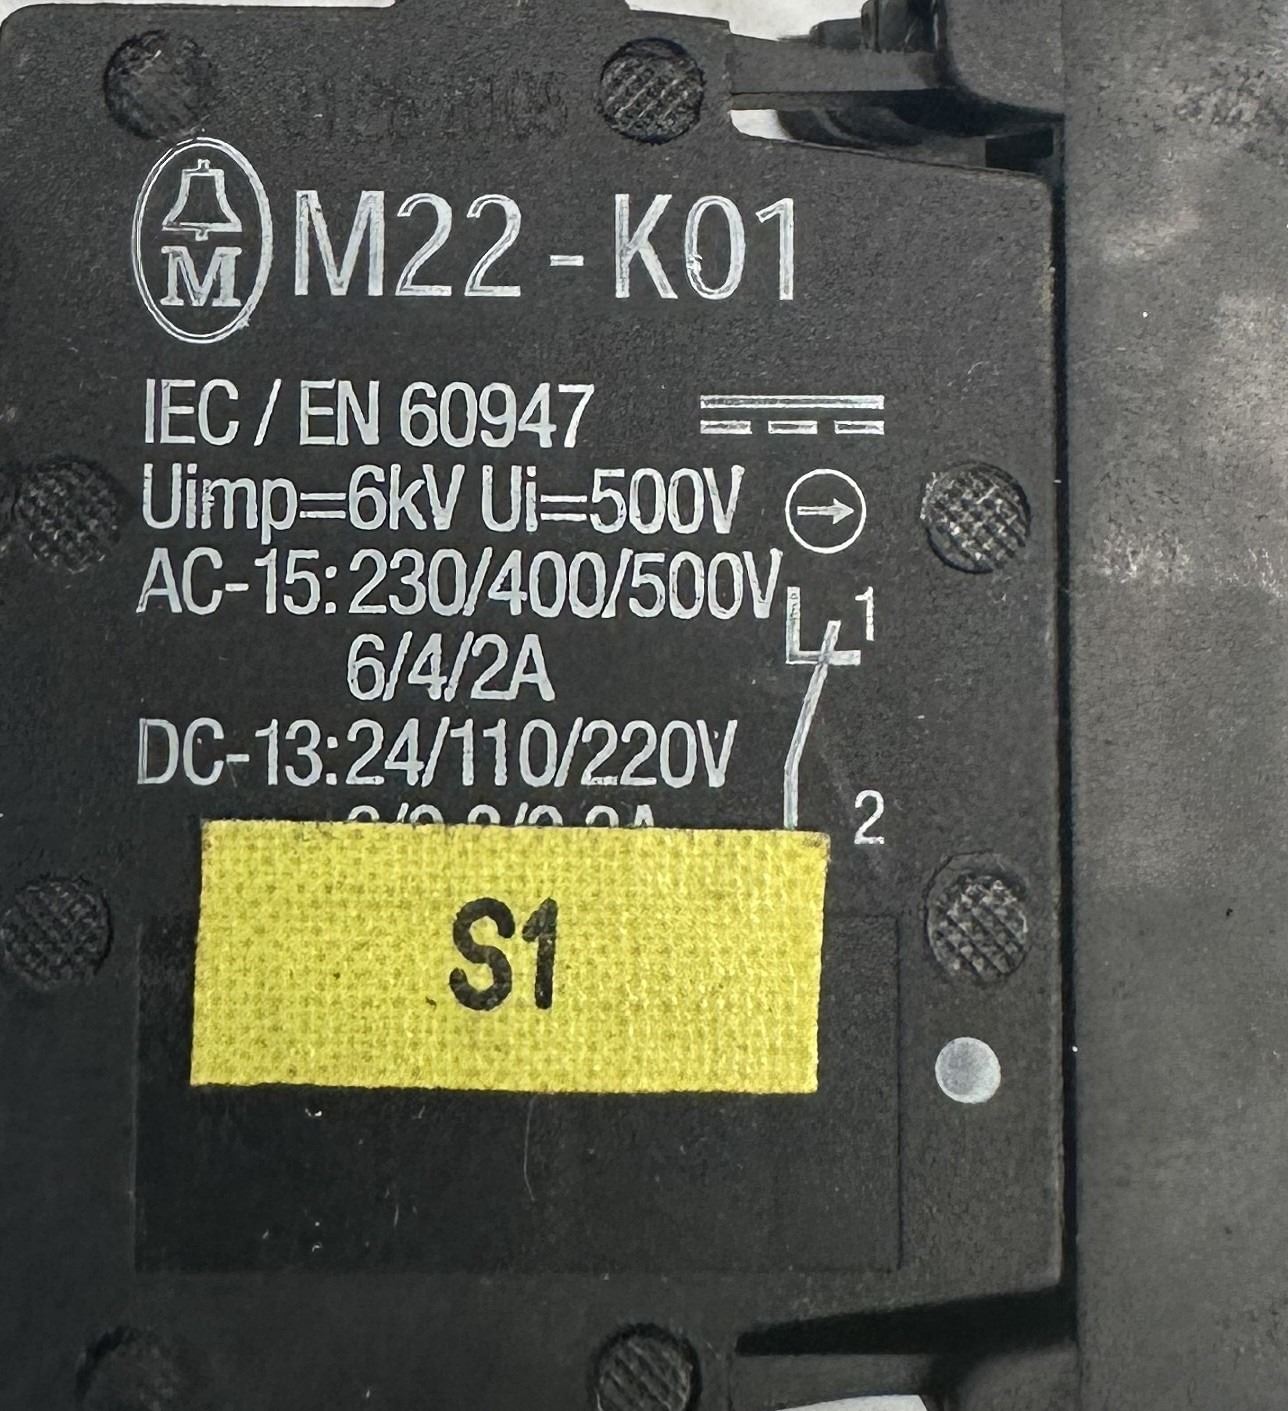 M
M22-K01
IEC / EN 60947
Uimp=6kV Ui=500V
AC-15: 230/400/500V
1
6/4/2A
DC-13: 24/110/220V
2
S1